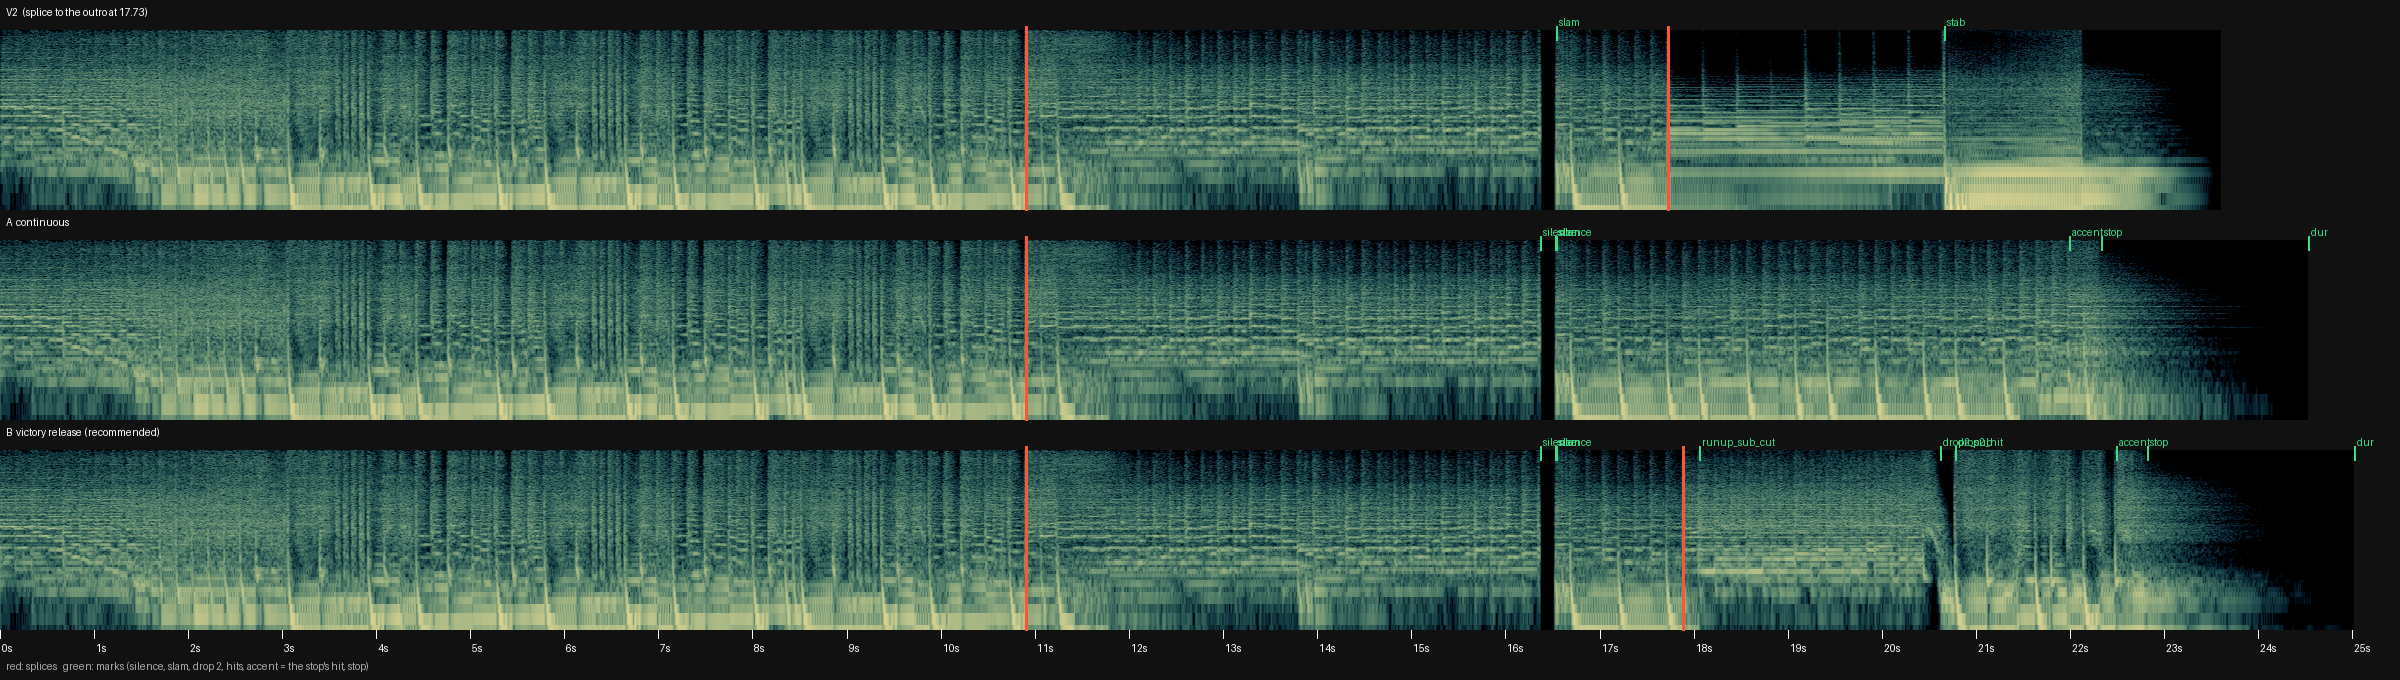 V2 (splice to the outro at 17.73)
slam
stab
A continuous
slam
accent
stop
dur
B victory release (recommended)
slam
runup_sub_cut
accent
stop
dur
0s 1s 2s 3s 4s 5s 6s 7s 8s 9s 10s 11s 12s 13s 14s 15s 16s 17s 18s 19s 20s 21s 22s 23s 24s 25s
red: splices green: marks (silence, slam, drop 2, hits, accent = the stop's hit, stop)